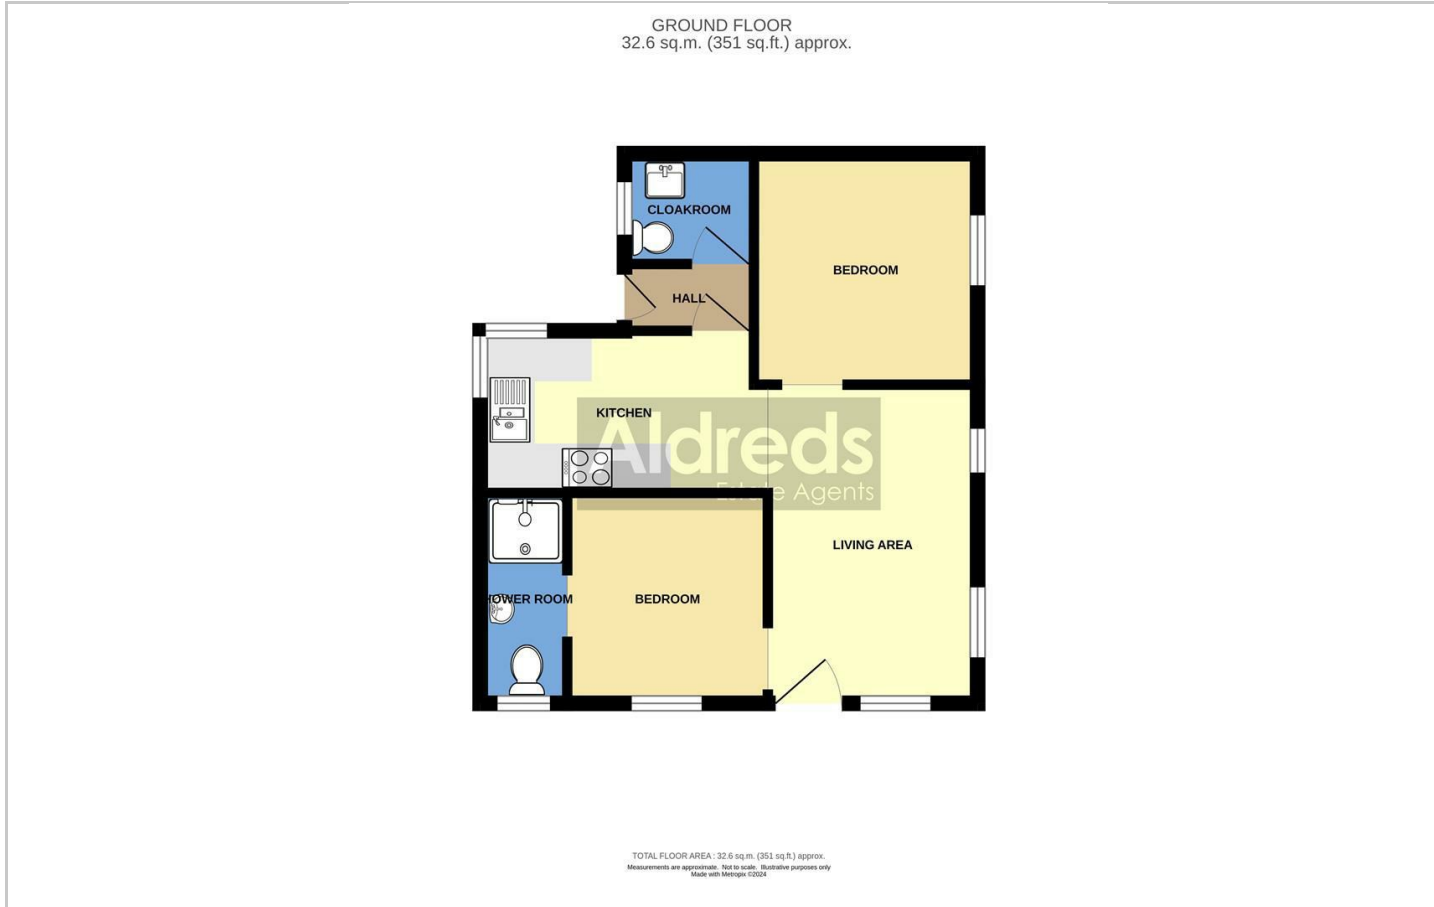 GROUND FLOOR
32.6 sq.m. (351 sq.ft.) approx.
CLOAKROOM
BEDROOM
HALL
KITCHEN
Aldreds
Estate Agents
LIVING AREA
HOWER ROOM
BEDROOM
TOTAL FLOOR AREA : 32.6 sq.m. (351 sq.ft.) approx.
Measurements are approximate. Not to scale. Illustrative purposes only
Made with Metropix ©2024